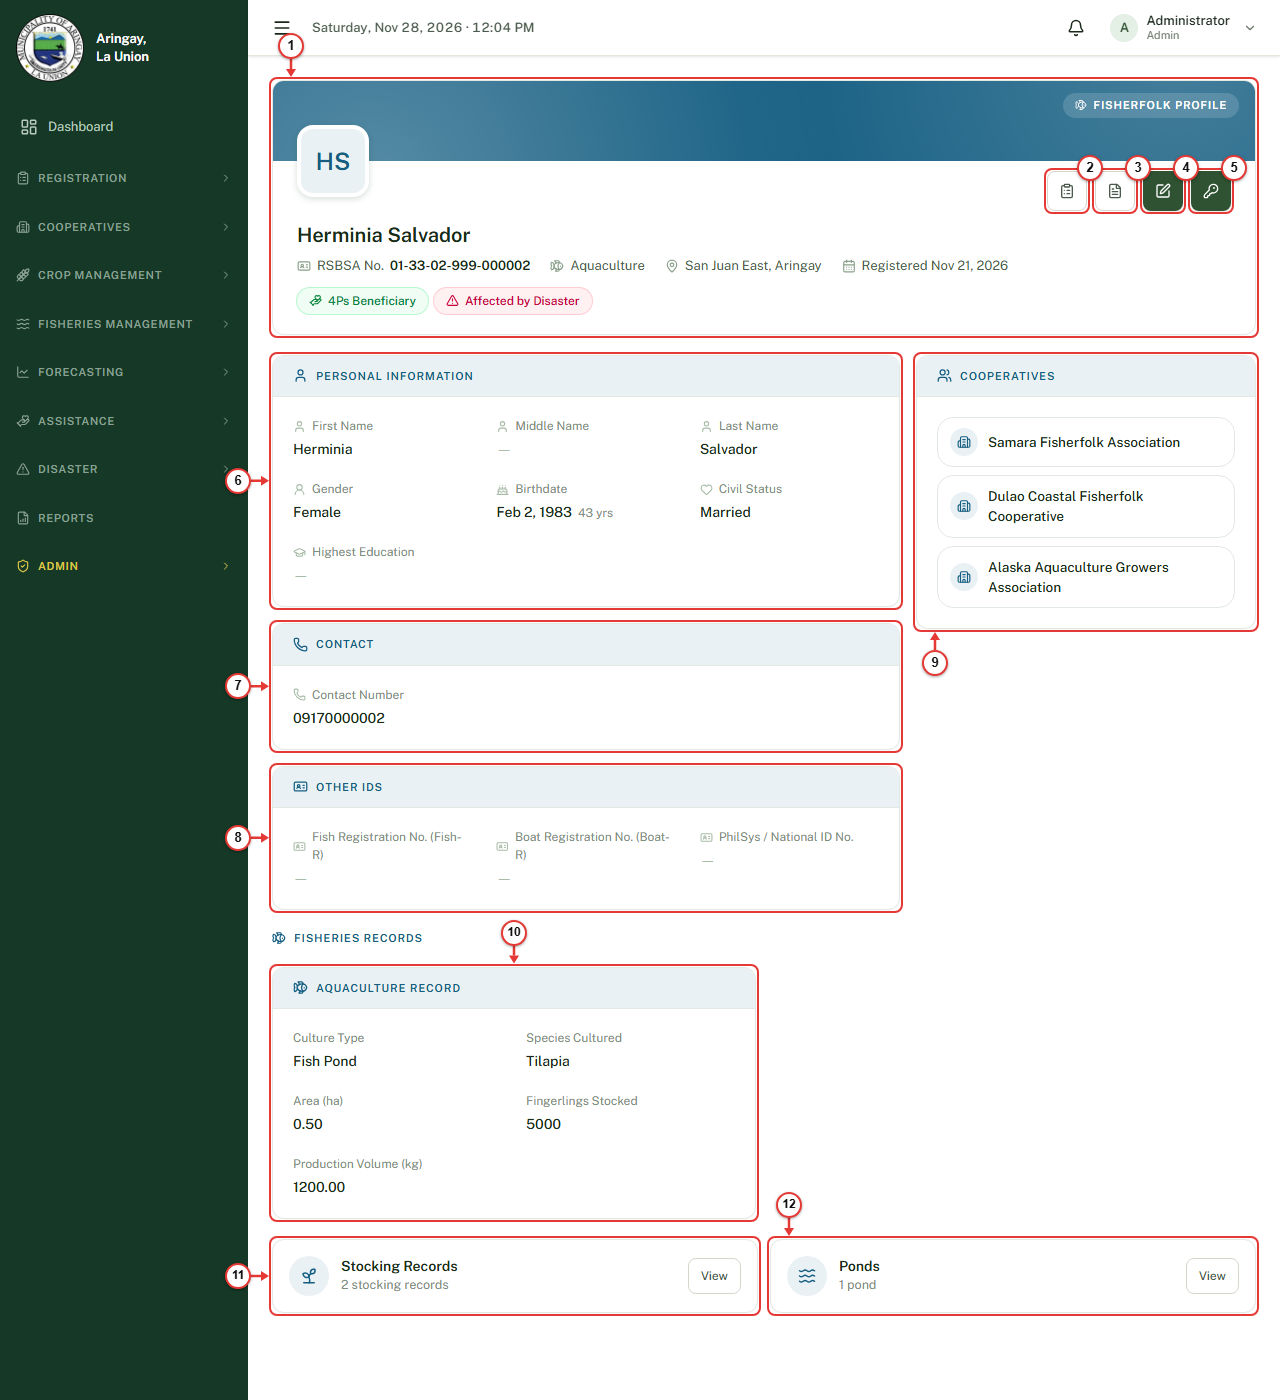 MUNICIPALITY OF ARINGAY
1741
LA UNION
Aringay,
La Union
Dashboard
REGISTRATION
COOPERATIVES
CROP MANAGEMENT
FISHERIES MANAGEMENT
FORECASTING
ASSISTANCE
DISASTER
REPORTS
ADMIN
Saturday, Nov 28, 2026 · 12:04 PM
A
Administrator
Admin
1
FISHERFOLK PROFILE
HS
2
3
4
5
Herminia Salvador
RSBSA No. 01-33-02-999-000002
Aquaculture
San Juan East, Aringay
Registered Nov 21, 2026
4Ps Beneficiary
Affected by Disaster
6
PERSONAL INFORMATION
First Name
Herminia
Middle Name
—
Last Name
Salvador
Gender
Female
Birthdate
Feb 2, 1983 43 yrs
Civil Status
Married
Highest Education
—
COOPERATIVES
Samara Fisherfolk Association
Dulao Coastal Fisherfolk
Cooperative
Alaska Aquaculture Growers
Association
9
7
CONTACT
Contact Number
09170000002
8
OTHER IDS
Fish Registration No. (Fish-
R)
—
Boat Registration No. (Boat-
R)
—
PhilSys / National ID No.
—
FISHERIES RECORDS
10
AQUACULTURE RECORD
Culture Type
Fish Pond
Species Cultured
Tilapia
Area (ha)
0.50
Fingerlings Stocked
5000
Production Volume (kg)
1200.00
11
Stocking Records
2 stocking records
View
12
Ponds
1 pond
View